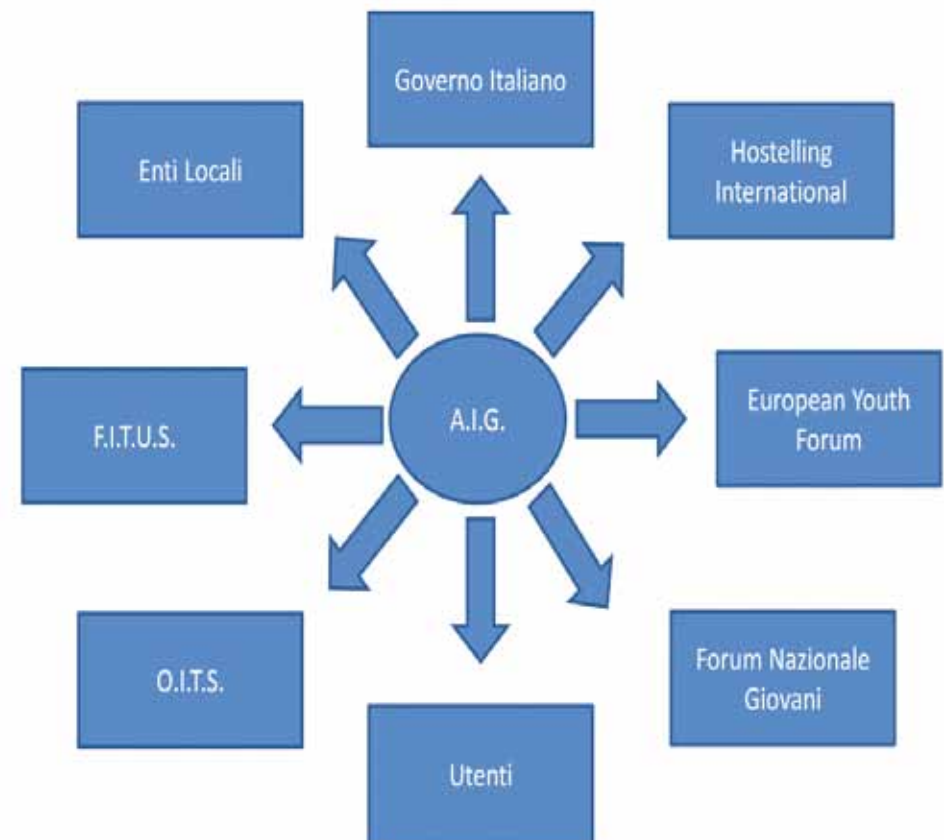 Governo Italiano
Enti Locali
Hostelling
International
F.I.T.U.S.
A.I.G.
European Youth
Forum
O.I.T.S.
Forum Nazionale
Giovani
Utenti